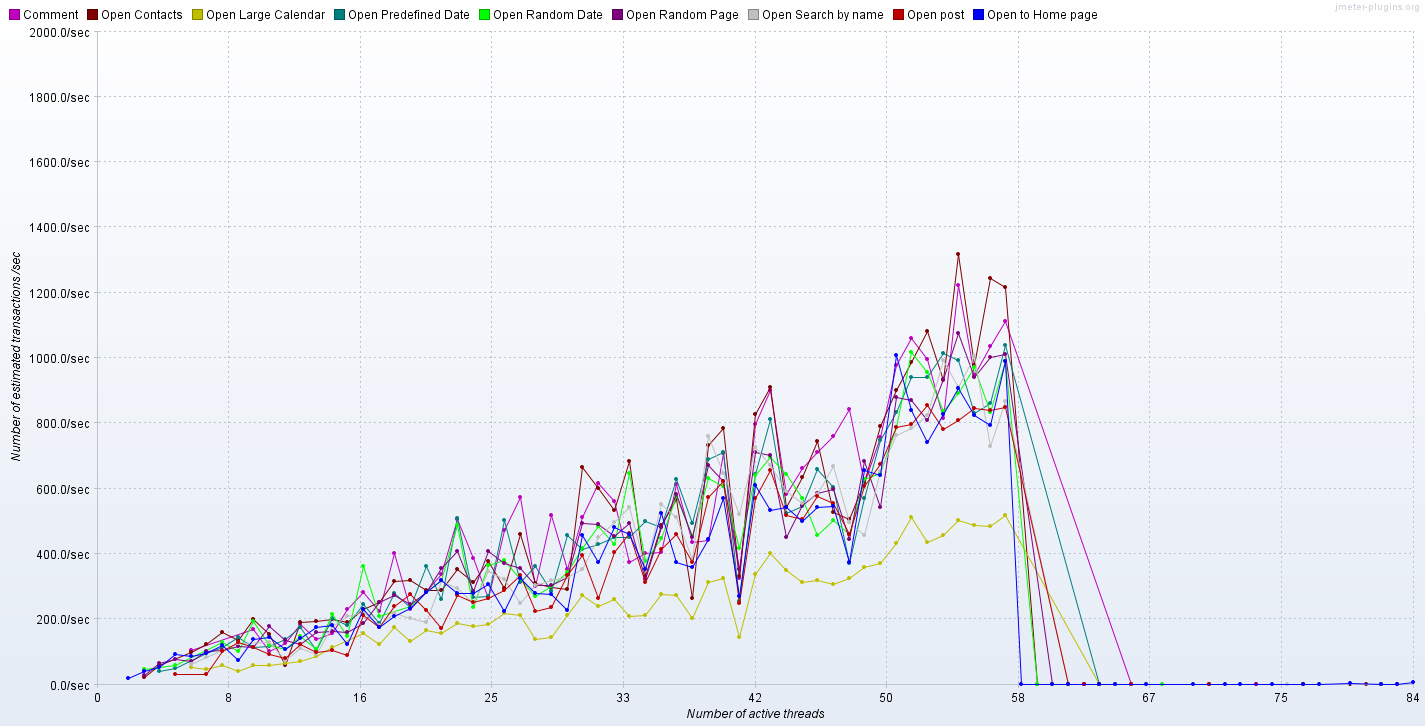 jmeter-plugins.org
Comment Open Contacts Open Large Calendar Open Predefined Date Open Random Date Open Random Page Open Search by name Open post Open to Home page
2000.0/sec
1800.0/sec
1600.0/sec
1400.0/sec
1200.0/sec
1000.0/sec
800.0/sec
600.0/sec
400.0/sec
200.0/sec
0.0/sec
Number of estimated transactions /sec
0 8 16 25 33 42 50 58 67 75 84
Number of active threads